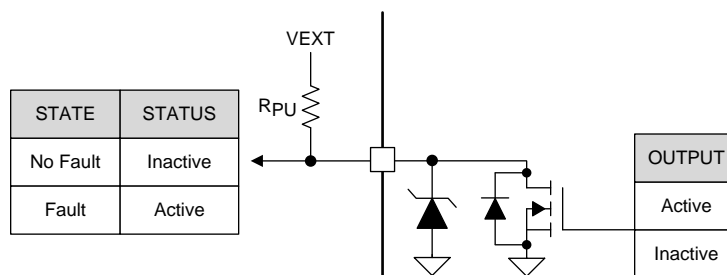 VEXT
RPU
STATE STATUS
No Fault Inactive
Fault Active
OUTPUT
Active
Inactive